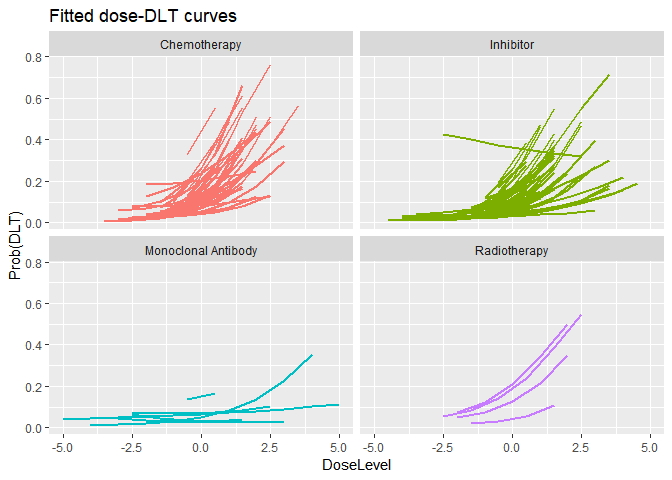 Fitted dose-DLT curves
Chemotherapy
Inhibitor
0.8
0.6
0.4
0.2
0.0
Monoclonal Antibody
Radiotherapy
0.8
0.6
0.4
0.2
0.0
Prob(DLT)
-5.0 -2.5 0.0 2.5 5.0
-5.0 -2.5 0.0 2.5 5.0
DoseLevel